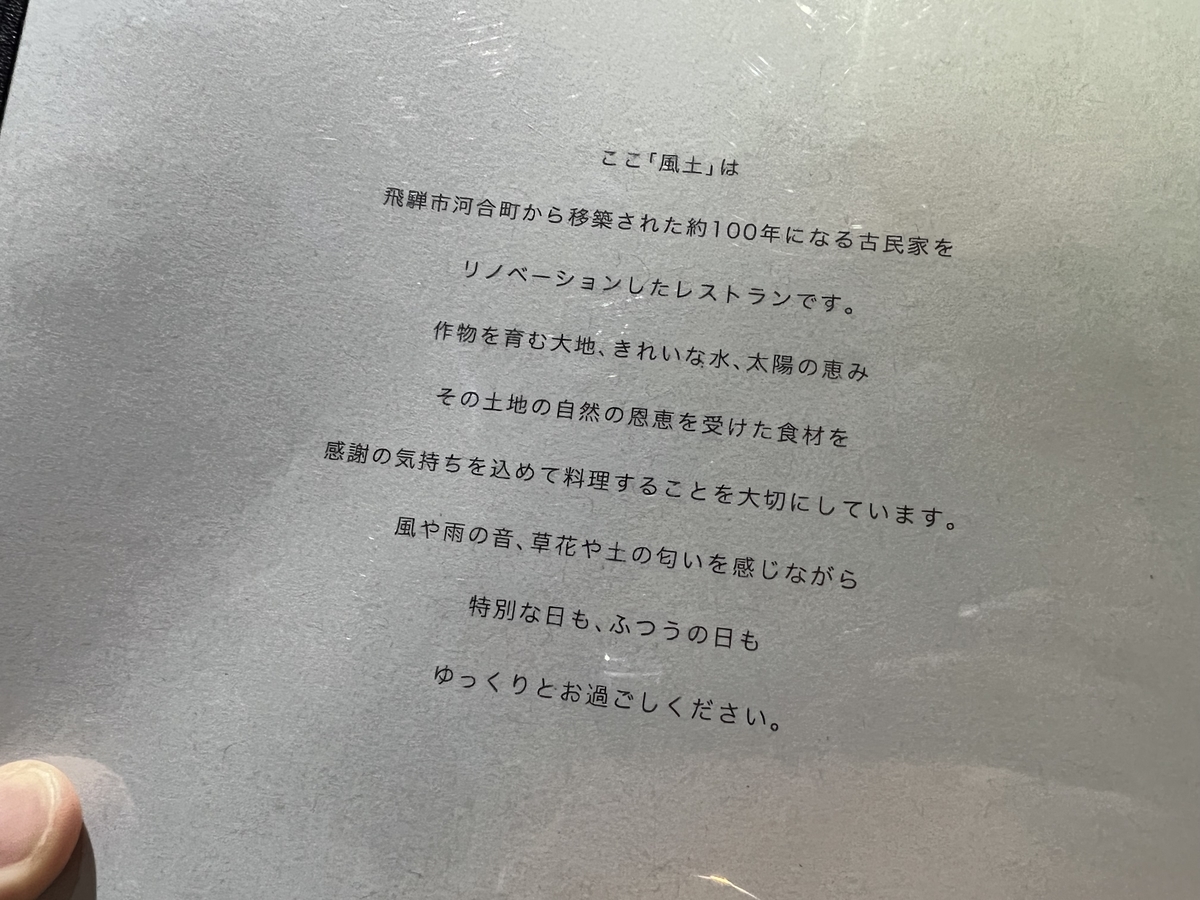 ここ「風土」は
飛騨市河合町から移築された約100年になる古民家を
リノベーションしたレストランです。
作物を育む大地、きれいな水、太陽の恵み
その土地の自然の恩恵を受けた食材を
感謝の気持ちを込めて料理することを大切にしています。
風や雨の音、草花や土の匂いを感じながら
特別な日も、ふつうの日も
ゆっくりとお過ごしください。